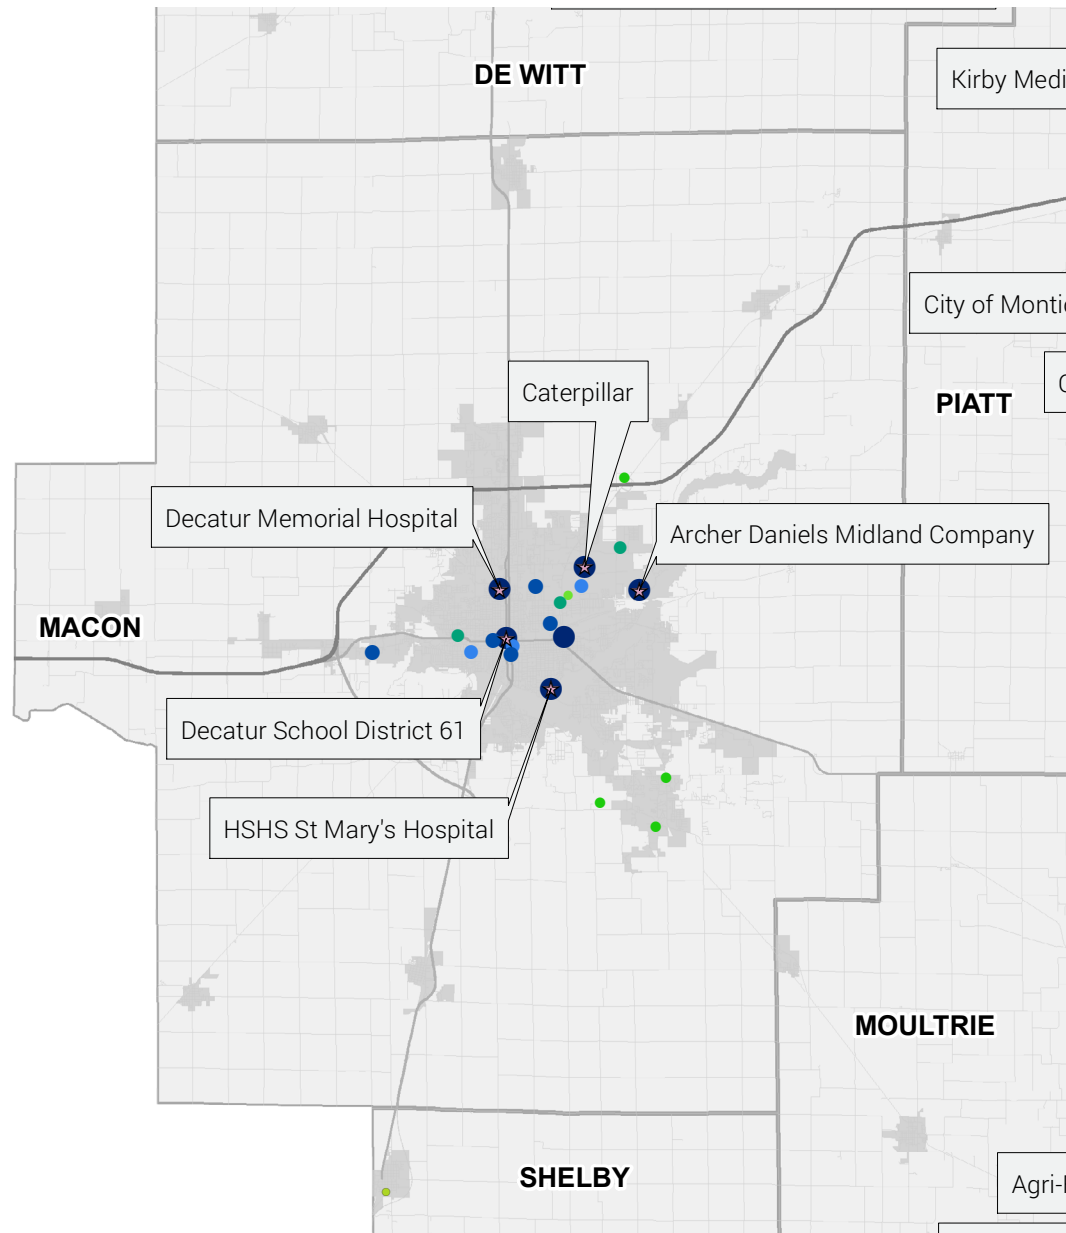 DE WITT
Kirby Medi
City of Montic
Caterpillar
PIATT
Decatur Memorial Hospital
Archer Daniels Midland Company
MACON
Decatur School District 61
HSHS St Mary's Hospital
MOULTRIE
SHELBY
Agri-